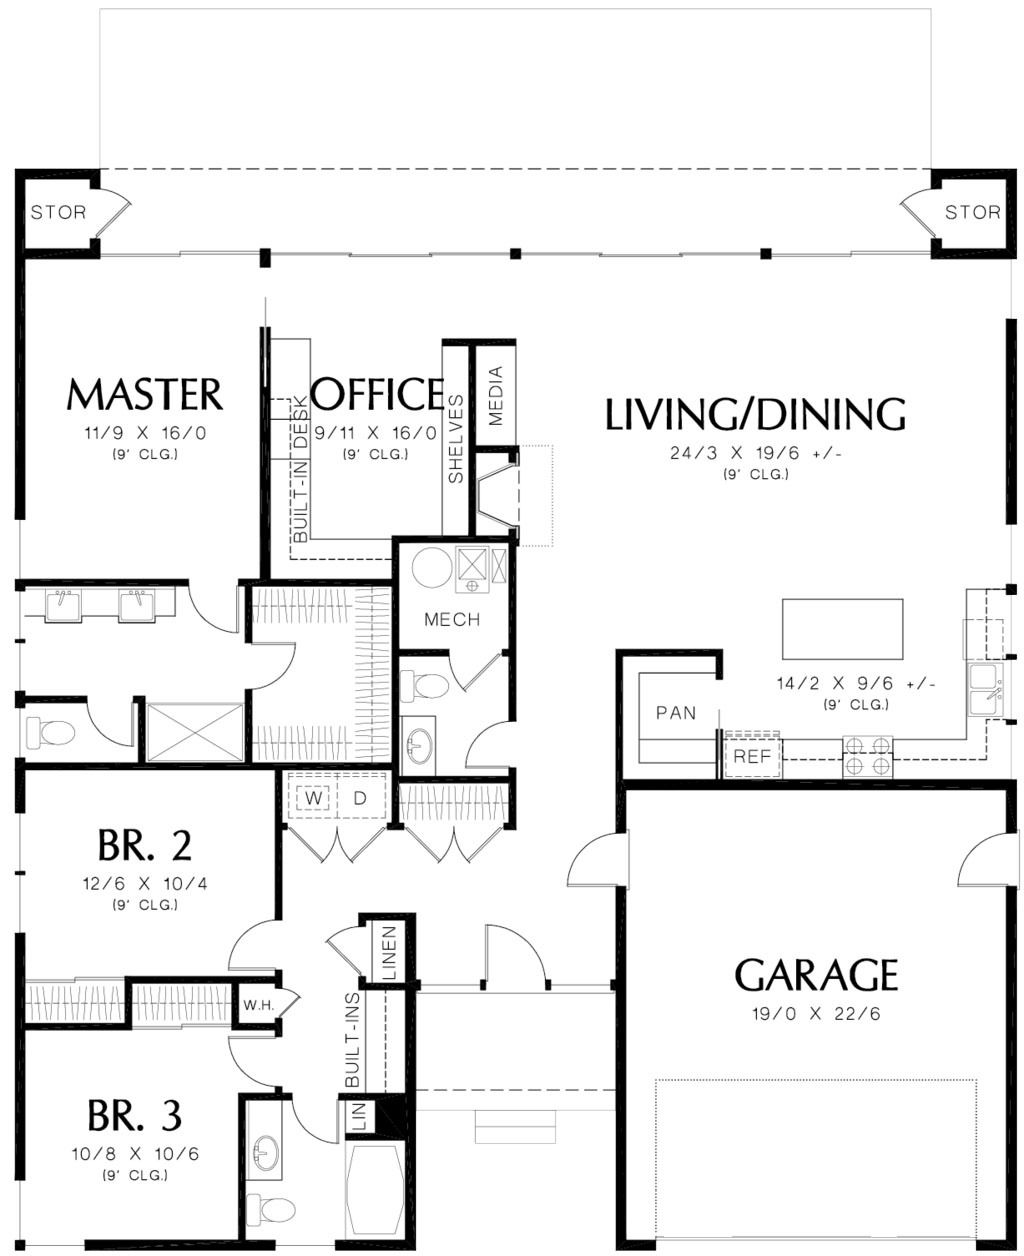 STOR
STOR
MASTER
11/9 X 16/0
(9' CLG.)
BUILT-IN DESK
OFFICE
9/11 X 16/0
(9' CLG.)
SHELVES
MEDIA
LIVING/DINING
24/3 X 19/6 +/-
(9' CLG.)
MECH
14/2 X 9/6 +/-
(9' CLG.)
PAN
REF
W
D
BR. 2
12/6 X 10/4
(9' CLG.)
LINEN
W.H.
BUILT-INS
GARAGE
19/0 X 22/6
BR. 3
10/8 X 10/6
(9' CLG.)
LIN